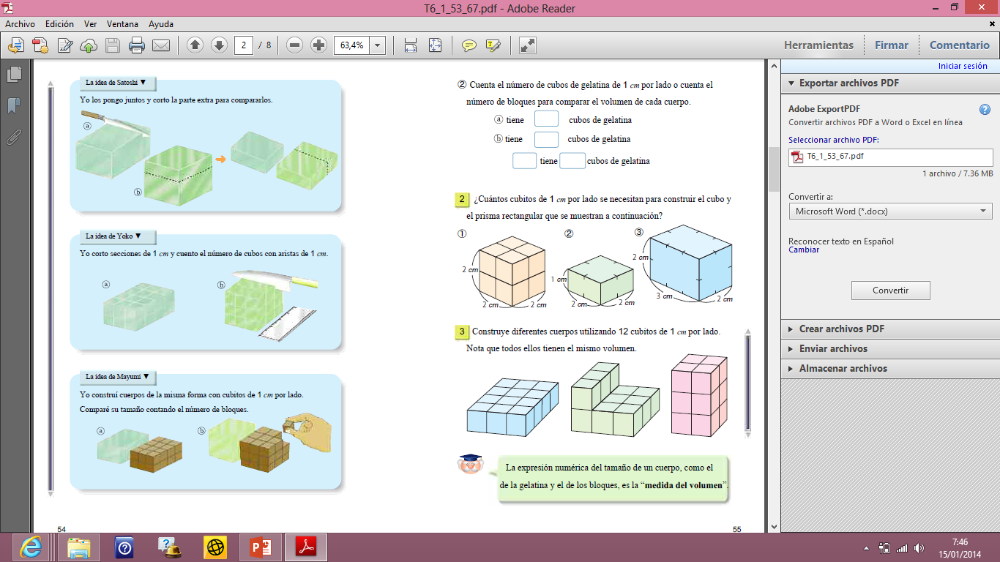 T6_1_53_67.pdf - Adobe Reader
Archivo Edición Ver Ventana Ayuda
2 / 8 63,4% Herramientas Firmar Comentario
La idea de Satoshi ▼
Yo los pongo juntos y corto la parte extra para compararlos.
ⓐ
ⓑ
La idea de Yoko ▼
Yo corto secciones de 1 cm y cuento el número de cubos con aristas de 1 cm.
ⓐ ⓑ
La idea de Mayumi ▼
Yo construí cuerpos de la misma forma con cubitos de 1 cm por lado.
Comparé su tamaño contando el número de bloques.
ⓐ ⓑ
54
② Cuenta el número de cubos de gelatina de 1 cm por lado o cuenta el
número de bloques para comparar el volumen de cada cuerpo.
ⓐ tiene cubos de gelatina
ⓑ tiene cubos de gelatina
tiene cubos de gelatina
2 ¿Cuántos cubitos de 1 cm por lado se necesitan para construir el cubo y
el prisma rectangular que se muestran a continuación?
① ② ③
2 cm 2 cm 2 cm
1 cm 2 cm 2 cm
2 cm 3 cm 2 cm
3 Construye diferentes cuerpos utilizando 12 cubitos de 1 cm por lado.
Nota que todos ellos tienen el mismo volumen.
La expresión numérica del tamaño de un cuerpo, como el
de la gelatina y el de los bloques, es la “medida del volumen”.
55
Iniciar sesión
Exportar archivos PDF
Adobe ExportPDF
Convertir archivos PDF a Word o Excel en línea
Seleccionar archivo PDF:
T6_1_53_67.pdf
1 archivo / 7.36 MB
Convertir a:
Microsoft Word (*.docx)
Reconocer texto en Español
Cambiar
Convertir
Crear archivos PDF
Enviar archivos
Almacenar archivos
7:46
15/01/2014